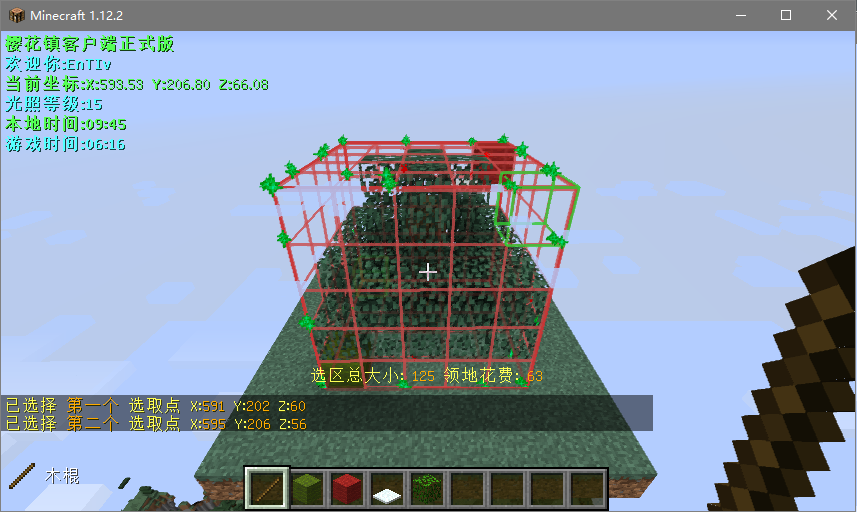 Minecraft 1.12.2
樱花镇客户端正式版
欢迎你:EnTIv
当前坐标:X:593.53 Y:206.80 Z:66.08
光照等级:15
本地时间:09:45
游戏时间:06:16
选区总大小: 125 领地花费: 63
已选择 第一个 选取点 X:591 Y:202 Z:60
已选择 第二个 选取点 X:595 Y:206 Z:56
木棍